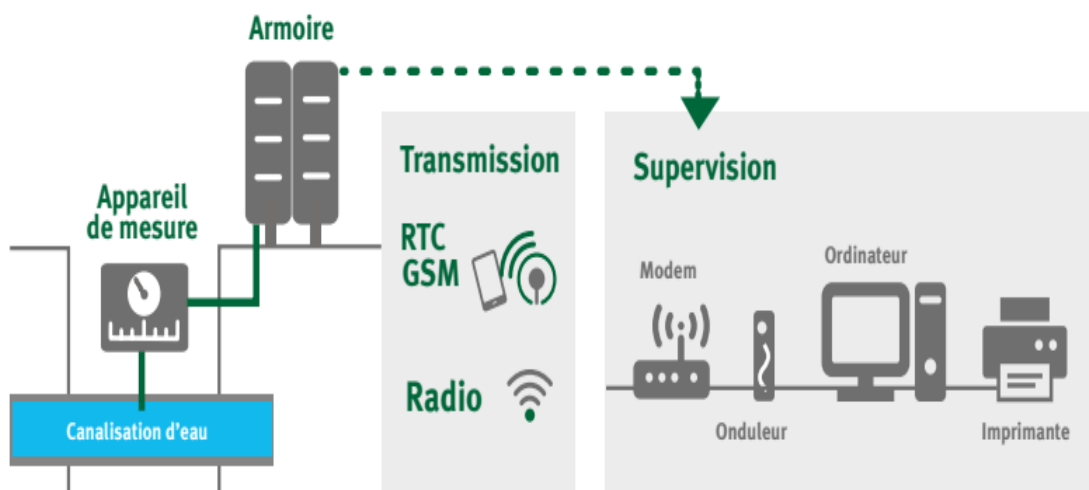 Armoire
Appareil
de mesure
Canalisation d'eau
Transmission
RTC
GSM
Radio
Supervision
Modem
Onduleur
Ordinateur
Imprimante